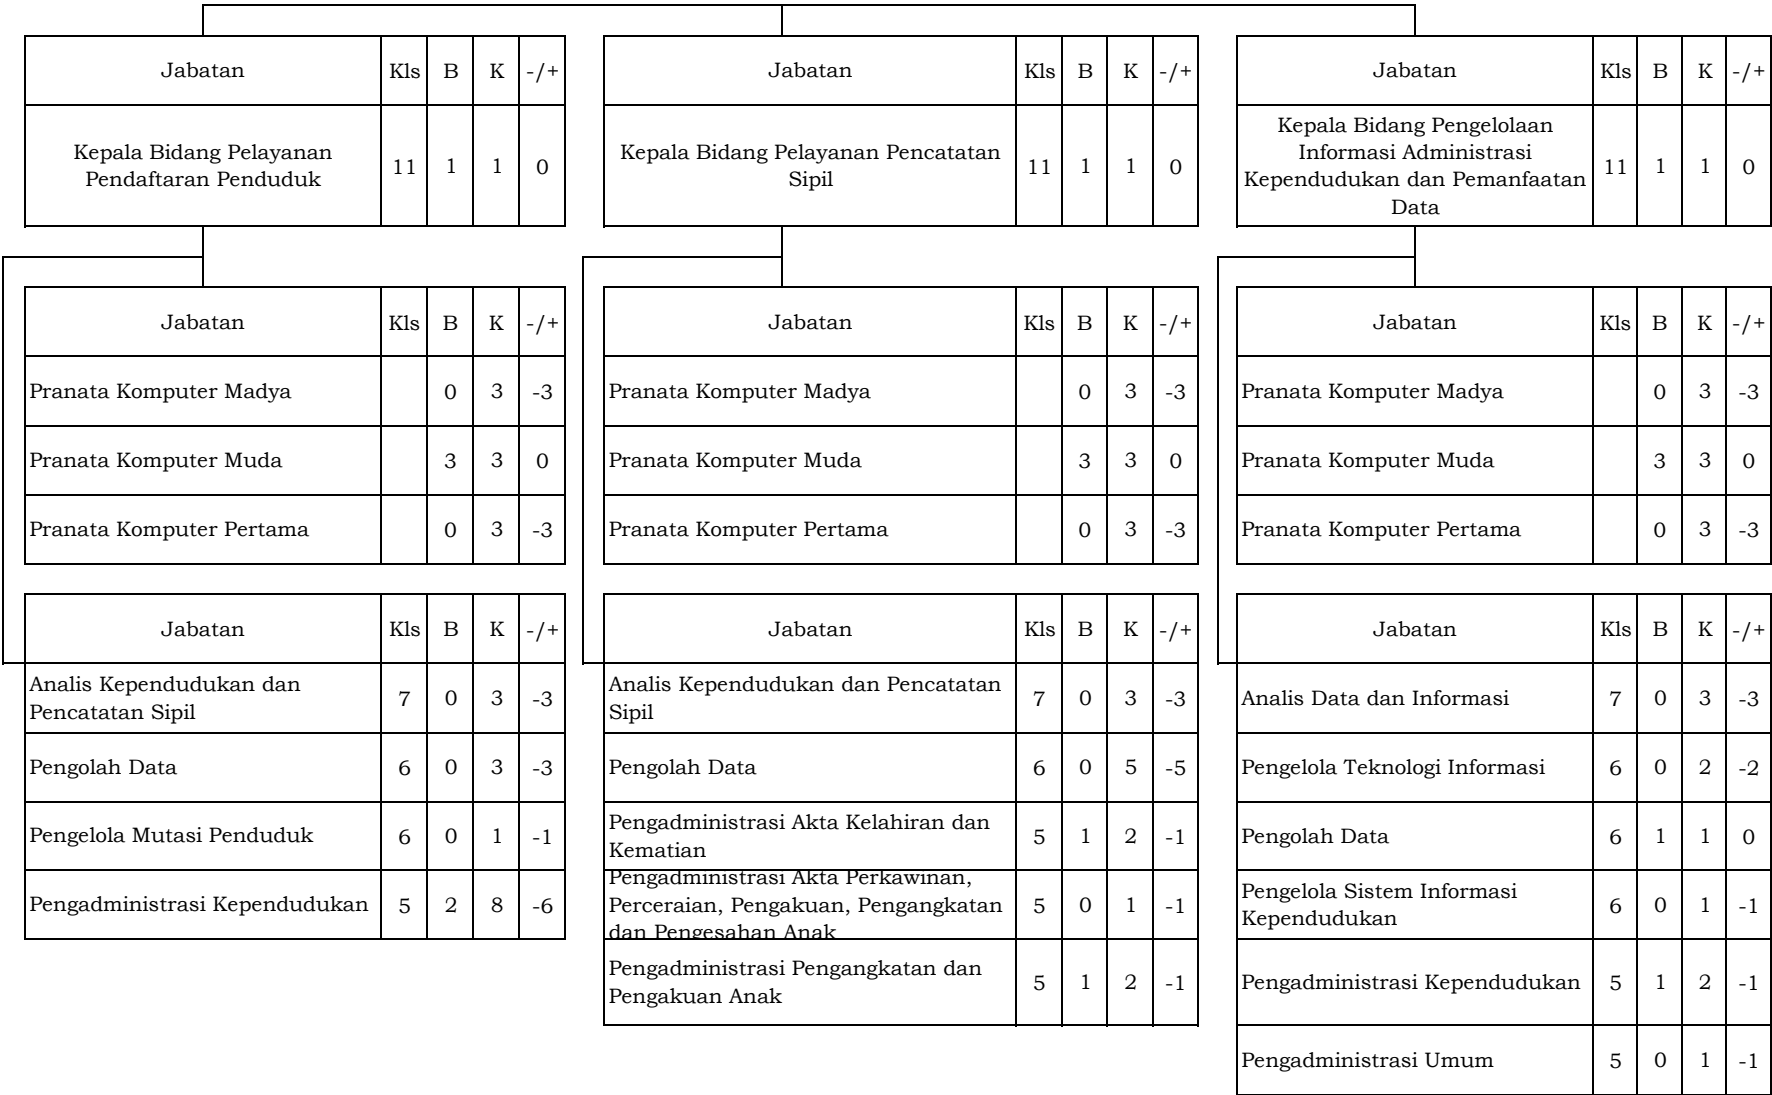 Jabatan Kls B K -/+
Kepala Bidang Pelayanan
Pendaftaran Penduduk 11 1 1 0
Jabatan Kls B K -/+
Pranata Komputer Madya 0 3 -3
Pranata Komputer Muda 3 3 0
Pranata Komputer Pertama 0 3 -3
Jabatan Kls B K -/+
Analis Kependudukan dan
Pencatatan Sipil 7 0 3 -3
Pengolah Data 6 0 3 -3
Pengelola Mutasi Penduduk 6 0 1 -1
Pengadministrasi Kependudukan 5 2 8 -6
Jabatan Kls B K -/+
Kepala Bidang Pelayanan Pencatatan
Sipil 11 1 1 0
Jabatan Kls B K -/+
Pranata Komputer Madya 0 3 -3
Pranata Komputer Muda 3 3 0
Pranata Komputer Pertama 0 3 -3
Jabatan Kls B K -/+
Analis Kependudukan dan Pencatatan
Sipil 7 0 3 -3
Pengolah Data 6 0 5 -5
Pengadministrasi Akta Kelahiran dan
Kematian 5 1 2 -1
Pengadministrasi Akta Perkawinan,
Perceraian, Pengakuan, Pengangkatan 5 0 1 -1
dan Pengesahan Anak
Pengadministrasi Pengangkatan dan
Pengakuan Anak 5 1 2 -1
Jabatan Kls B K -/+
Kepala Bidang Pengelolaan
Informasi Administrasi
Kependudukan dan Pemanfaatan 11 1 1 0
Data
Jabatan Kls B K -/+
Pranata Komputer Madya 0 3 -3
Pranata Komputer Muda 3 3 0
Pranata Komputer Pertama 0 3 -3
Jabatan Kls B K -/+
Analis Data dan Informasi 7 0 3 -3
Pengelola Teknologi Informasi 6 0 2 -2
Pengolah Data 6 1 1 0
Pengelola Sistem Informasi
Kependudukan 6 0 1 -1
Pengadministrasi Kependudukan 5 1 2 -1
Pengadministrasi Umum 5 0 1 -1